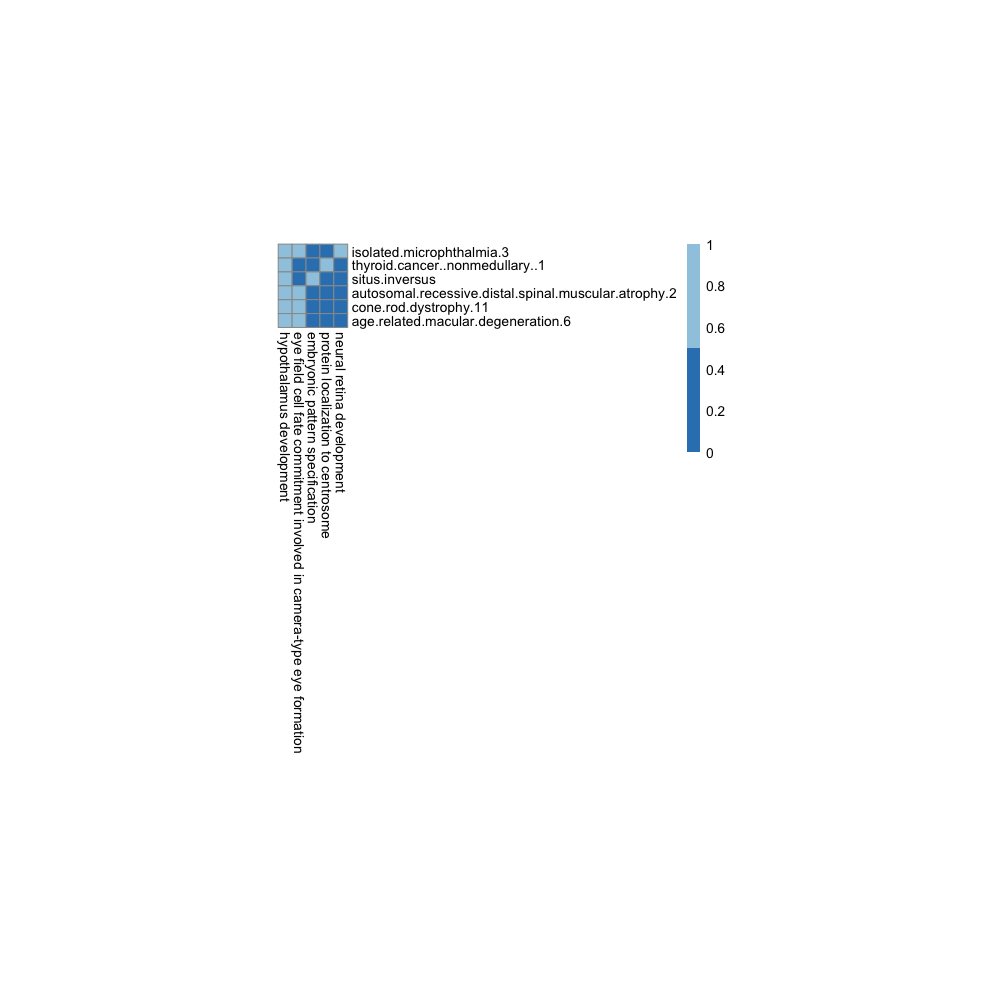 isolated.microphthalmia.3
thyroid.cancer..nonmedullary..1
situs.inversus
autosomal.recessive.distal.spinal.muscular.atrophy.2
cone.rod.dystrophy.11
age.related.macular.degeneration.6
1
0.8
0.6
0.4
0.2
0
hypothalamus development
eye field cell fate commitment involved in camera-type eye formation
embryonic pattern specification
protein localization to centrosome
neural retina development